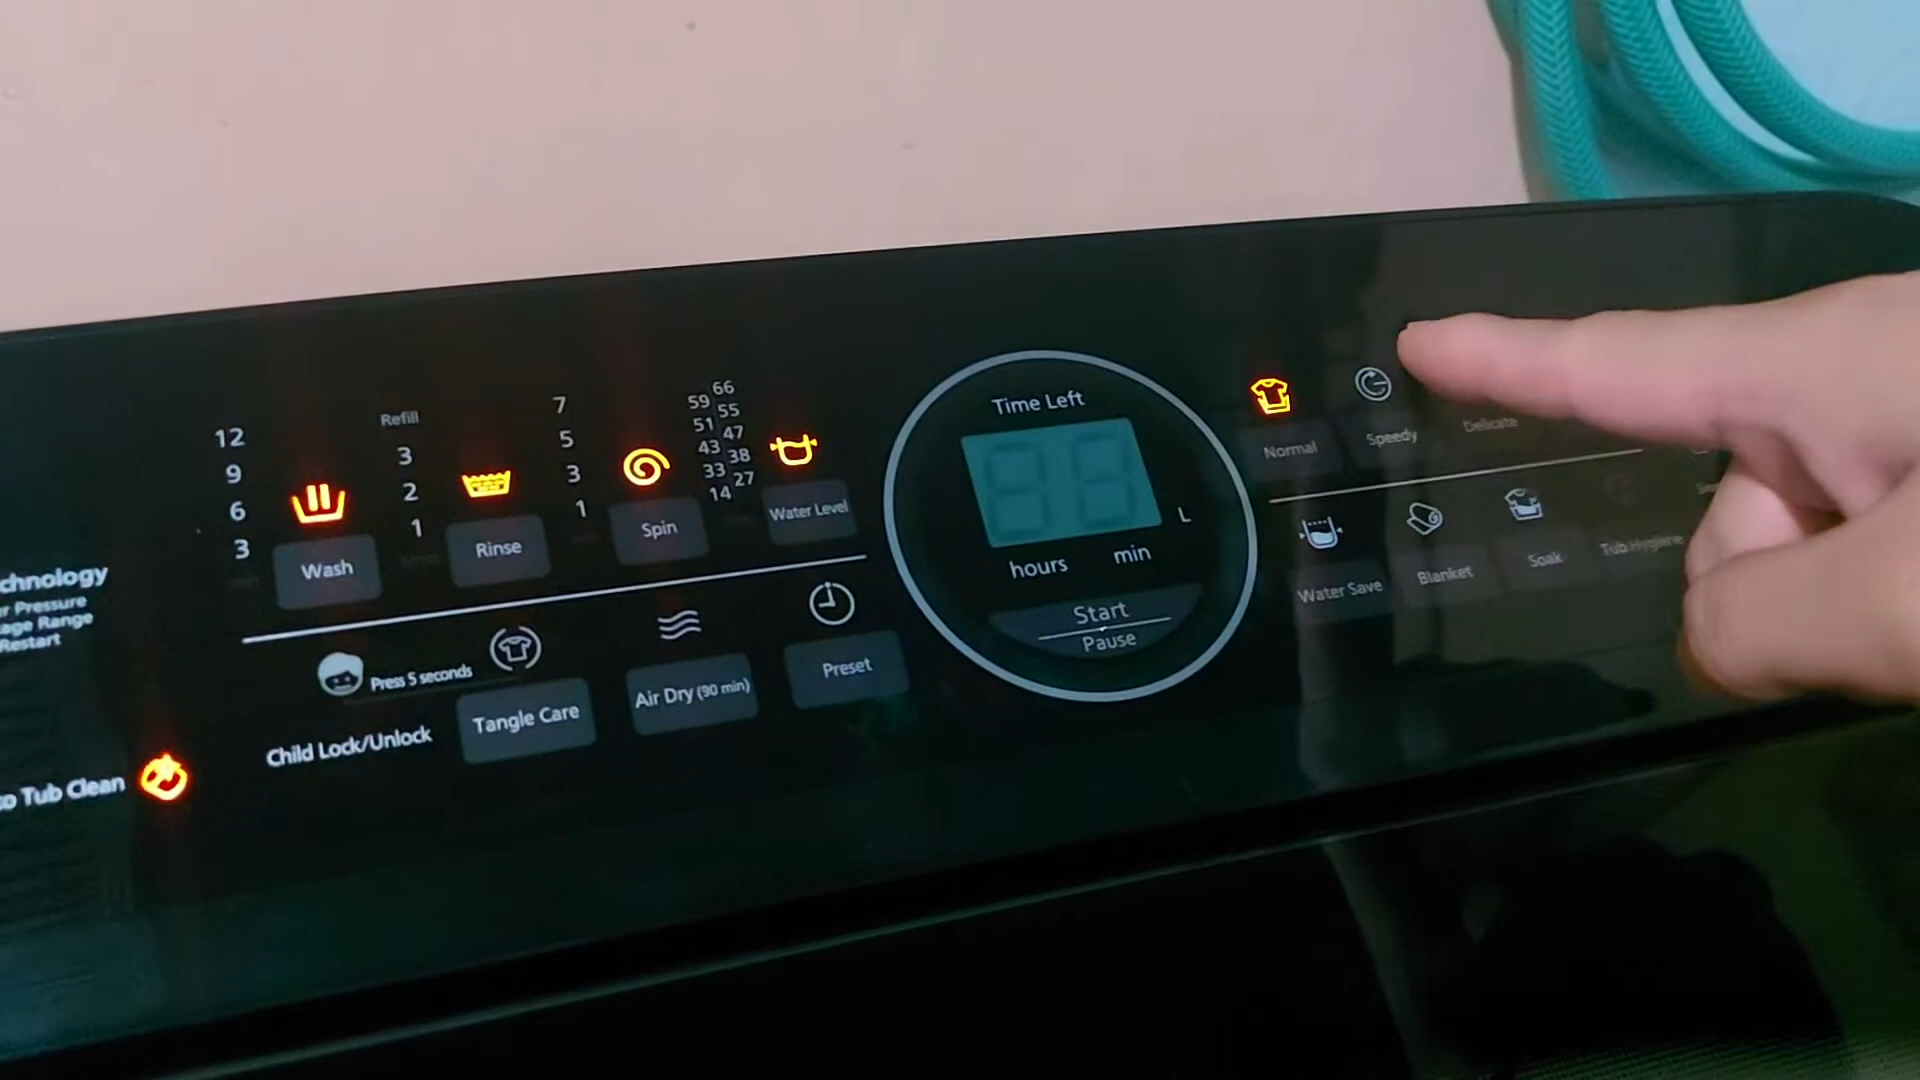 chnology
r Pressure
age Range
Restart
o Tub Clean
12
9
6
3
Wash
Refill
3
2
1
Rinse
7
5
3
1
Spin
66
59
55
51
47
43
38
33
27
14
Water Level
Press 5 seconds
Child Lock/Unlock
Tangle Care
Air Dry (90 min)
Preset
Time Left
L
hours min
Start
Pause
Normal
Speedy
Delicate
Water Save
Blanket
Soak
Tub Hygiene